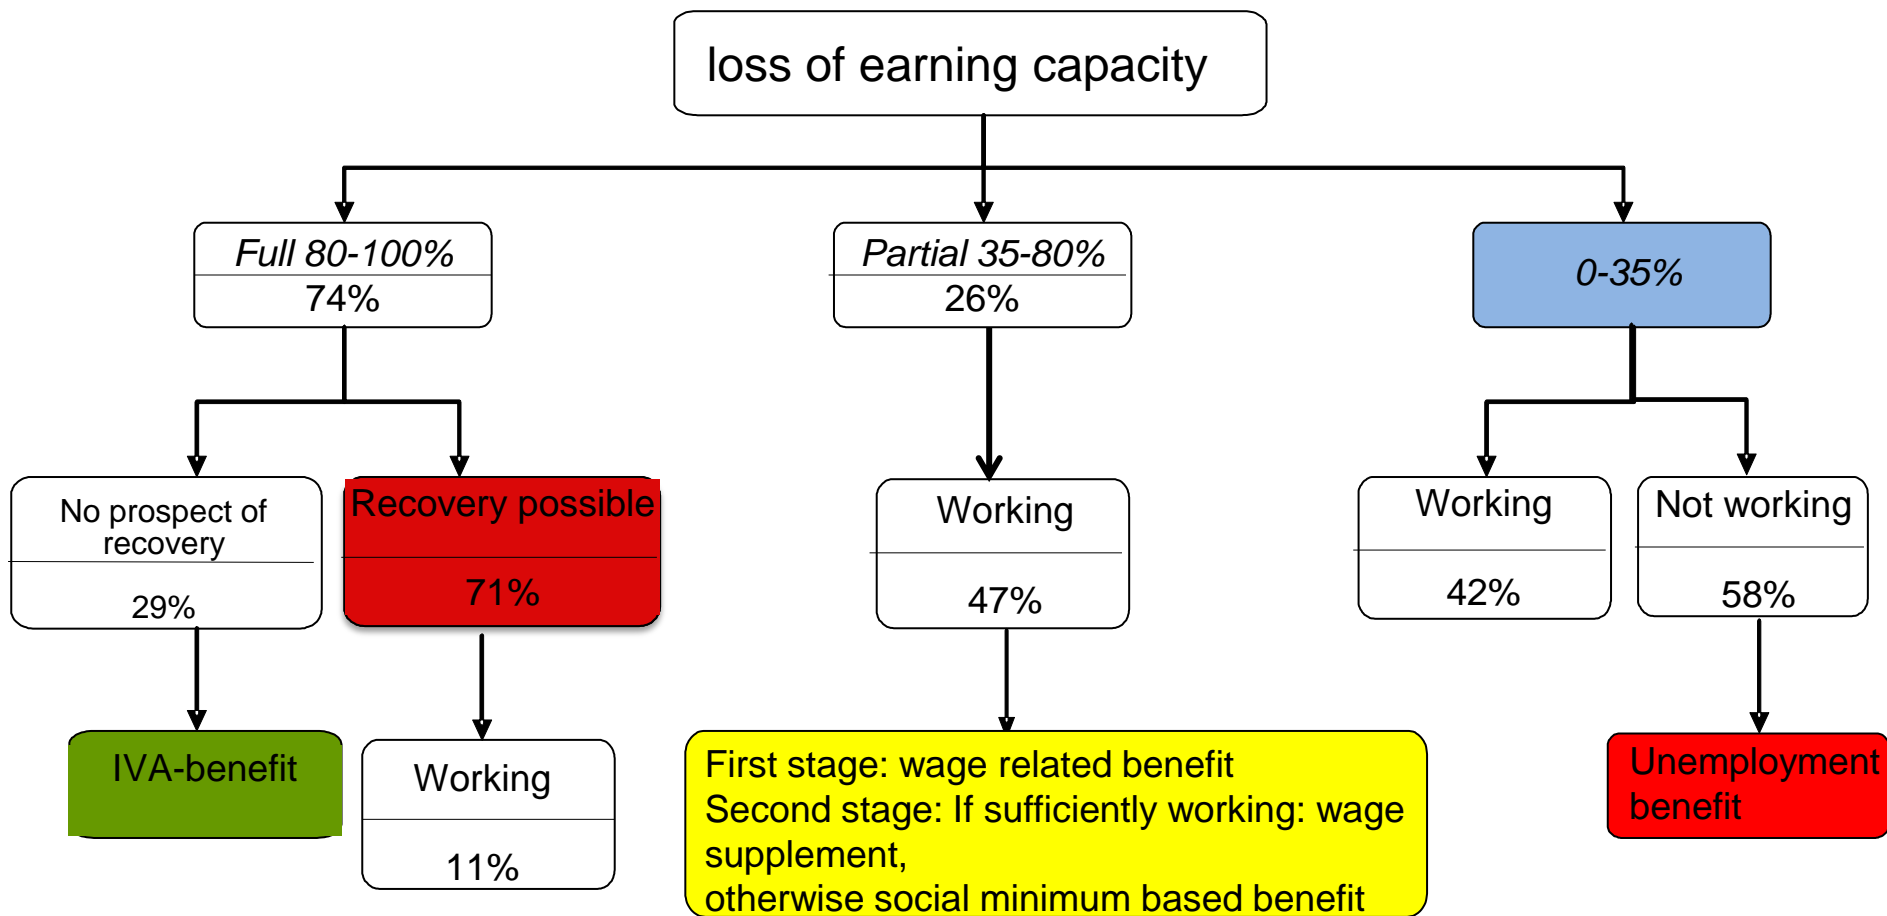 loss of earning capacity
Full 80-100%
74%
Partial 35-80%
26%
0-35%
No prospect of
recovery
29%
Recovery possible
71%
Working
47%
Working
42%
Not working
58%
IVA-benefit
Working
11%
First stage: wage related benefit
Second stage: If sufficiently working: wage
supplement,
otherwise social minimum based benefit
Unemployment
benefit